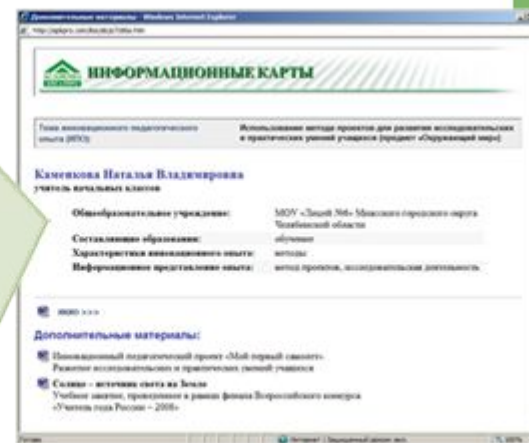 Дополнительные материалы - Windows Internet Explorer
ИНФОРМАЦИОННЫЕ КАРТЫ
Тема инновационного педагогического Использование метода проектов для развития исследовательских
опыта (ИПО): и практических умений учащихся (предмет «Окружающий мир»)
Каменкова Наталья Владимировна
учитель начальных классов
Общеобразовательное учреждение: МОУ «Лицей №6» Миасского городского округа
Челябинской области
Составляющие образования: обучение
Характеристики инновационного опыта: методы
Информационное представление опыта: метод проектов, исследовательская деятельность
>>>
Дополнительные материалы:
Инновационный педагогический проект «Мой первый самолет».
Развитие исследовательских и практических умений учащихся
Солнце – источник света на Земле
Учебное занятие, проведенное в рамках финала Всероссийского конкурса
«Учитель года России – 2008»
Готово